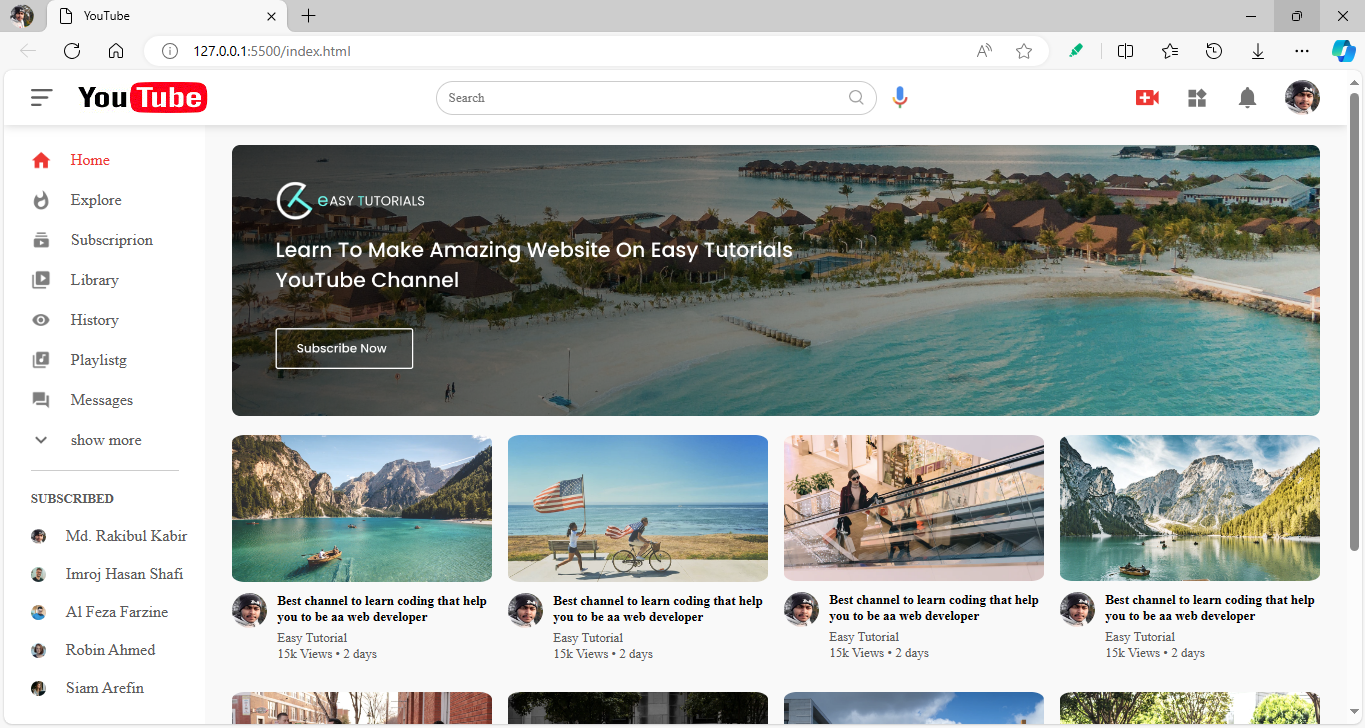 YouTube
127.0.0.1:5500/index.html
YouTube
Search
Home
Explore
Subscriprion
Library
History
Playlistg
Messages
show more
SUBSCRIBED
Md. Rakibul Kabir
Imroj Hasan Shafi
Al Feza Farzine
Robin Ahmed
Siam Arefin
eASY TUTORIALS
Learn To Make Amazing Website On Easy Tutorials
YouTube Channel
Subscribe Now
Best channel to learn coding that help
you to be aa web developer
Easy Tutorial
15k Views • 2 days
Best channel to learn coding that help
you to be aa web developer
Easy Tutorial
15k Views • 2 days
Best channel to learn coding that help
you to be aa web developer
Easy Tutorial
15k Views • 2 days
Best channel to learn coding that help
you to be aa web developer
Easy Tutorial
15k Views • 2 days